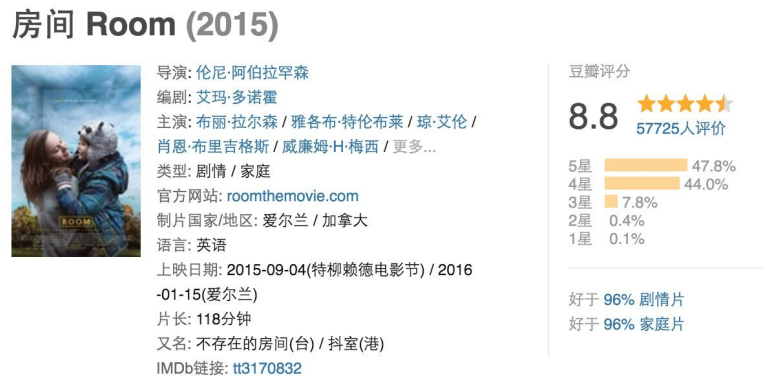 房间 Room (2015)
导演: 伦尼·阿伯拉罕森
编剧: 艾玛·多诺霍
主演: 布丽·拉尔森 / 雅各布·特伦布莱 / 琼·艾伦 /
肖恩·布里吉格斯 / 威廉姆·H·梅西 / 更多...
类型: 剧情 / 家庭
官方网站: roomthemovie.com
制片国家/地区: 爱尔兰 / 加拿大
语言: 英语
上映日期: 2015-09-04(特柳赖德电影节) / 2016
-01-15(爱尔兰)
片长: 118分钟
又名: 不存在的房间(台) / 抖室(港)
IMDb链接: tt3170832
ROOM
豆瓣评分
8.8
57725人评价
5星 47.8%
4星 44.0%
3星 7.8%
2星 0.4%
1星 0.1%
好于 96% 剧情片
好于 96% 家庭片